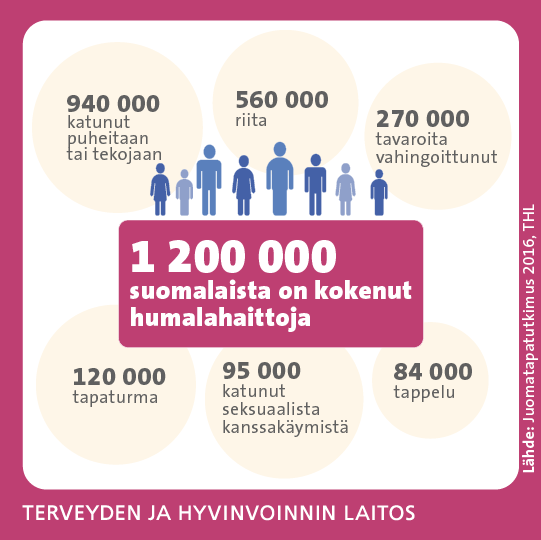 940 000
katunut
puheitaan
tai tekojaan
560 000
riita
270 000
tavaroita
vahingoittunut
1 200 000
suomalaista on kokenut
humalahaittoja
120 000
tapaturma
95 000
katunut
seksuaalista
kanssakäymistä
84 000
tappelu
Lähde: Juomatapatutkimus 2016, THL
TERVEYDEN JA HYVINVOINNIN LAITOS